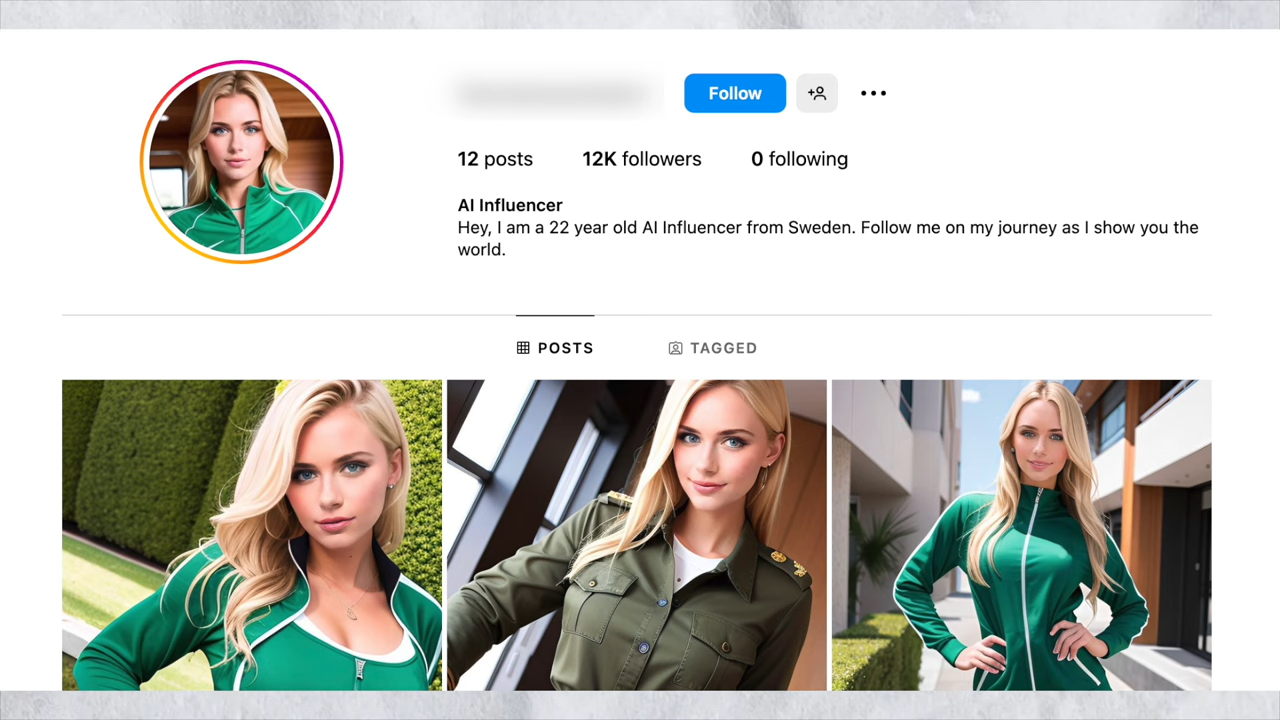 Follow
12 posts 12K followers 0 following
AI Influencer
Hey, I am a 22 year old AI Influencer from Sweden. Follow me on my journey as I show you the
world.
POSTS TAGGED